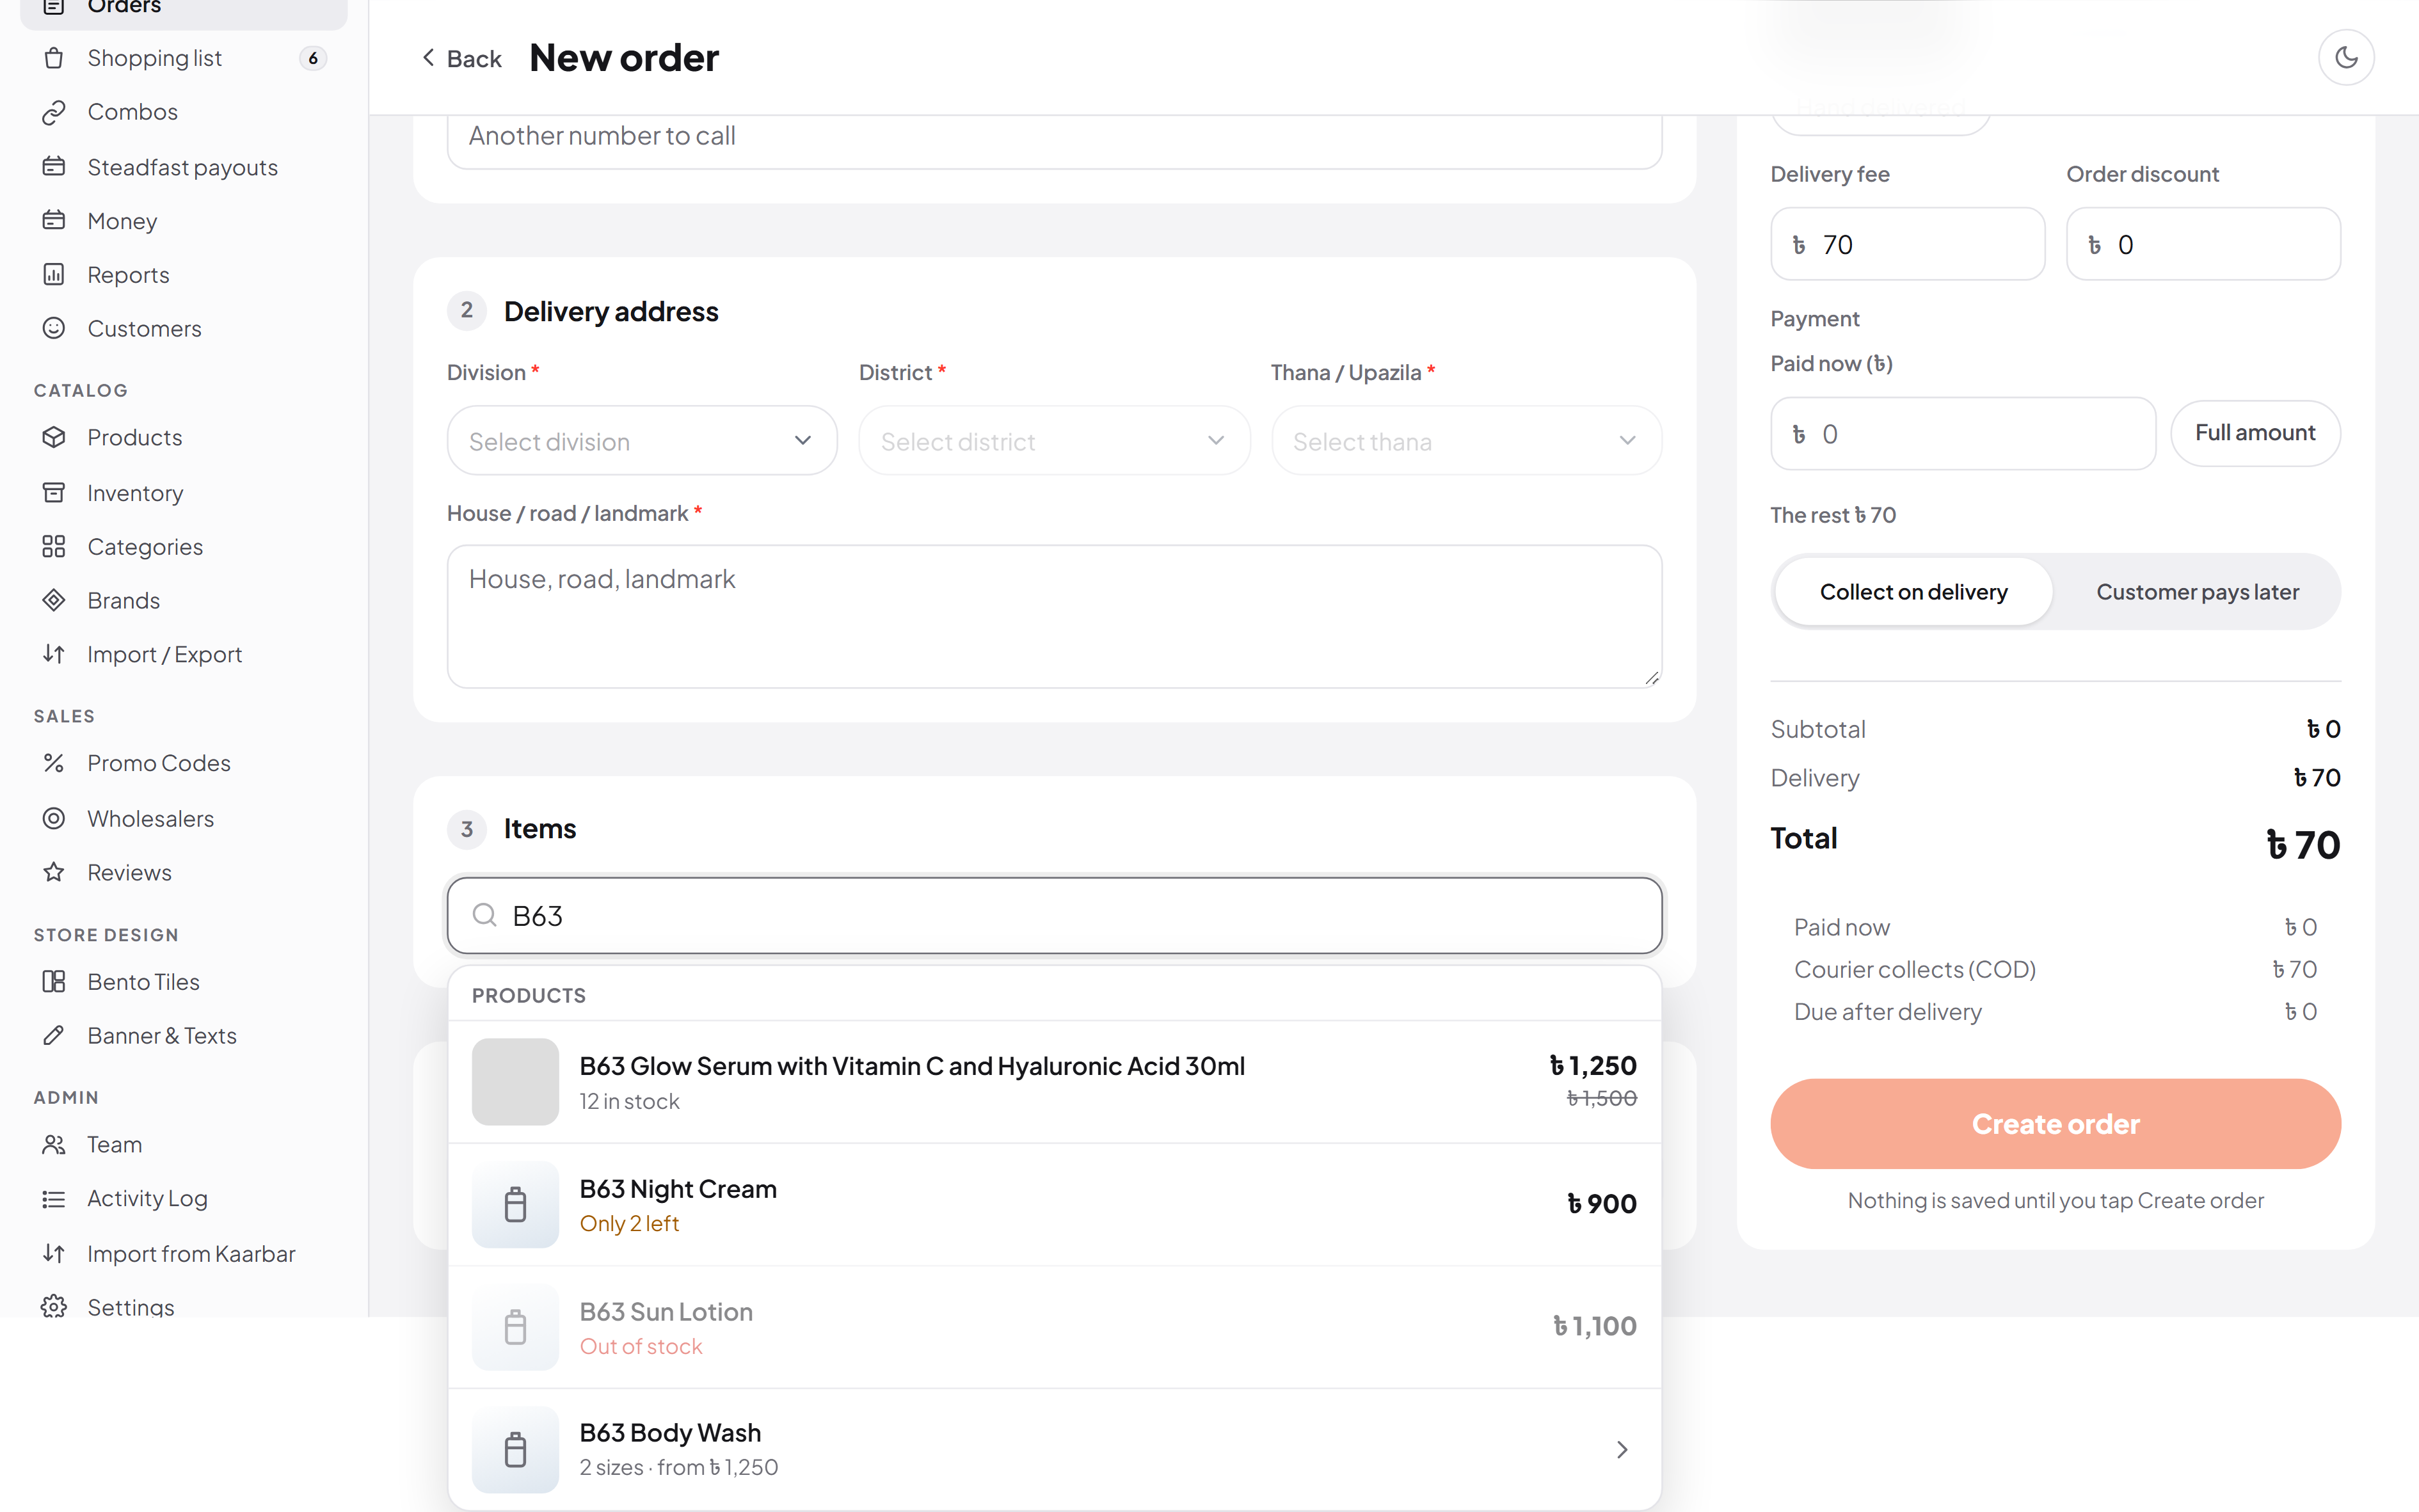 Orders
Shopping list 6
Combos
Steadfast payouts
Money
Reports
Customers
CATALOG
Products
Inventory
Categories
Brands
Import / Export
SALES
Promo Codes
Wholesalers
Reviews
STORE DESIGN
Bento Tiles
Banner & Texts
ADMIN
Team
Activity Log
Import from Kaarbar
Settings
Back New order
Another number to call
2 Delivery address
Division * District * Thana / Upazila *
Select division Select district Select thana
House / road / landmark *
House, road, landmark
3 Items
B63
PRODUCTS
B63 Glow Serum with Vitamin C and Hyaluronic Acid 30ml ৳ 1,250
12 in stock ৳ 1,500
B63 Night Cream ৳ 900
Only 2 left
B63 Sun Lotion ৳ 1,100
Out of stock
B63 Body Wash
2 sizes · from ৳ 1,250
Hand delivered
Delivery fee Order discount
৳ 70 ৳ 0
Payment
Paid now (৳)
৳ 0 Full amount
The rest ৳ 70
Collect on delivery Customer pays later
Subtotal ৳ 0
Delivery ৳ 70
Total ৳ 70
Paid now ৳ 0
Courier collects (COD) ৳ 70
Due after delivery ৳ 0
Create order
Nothing is saved until you tap Create order